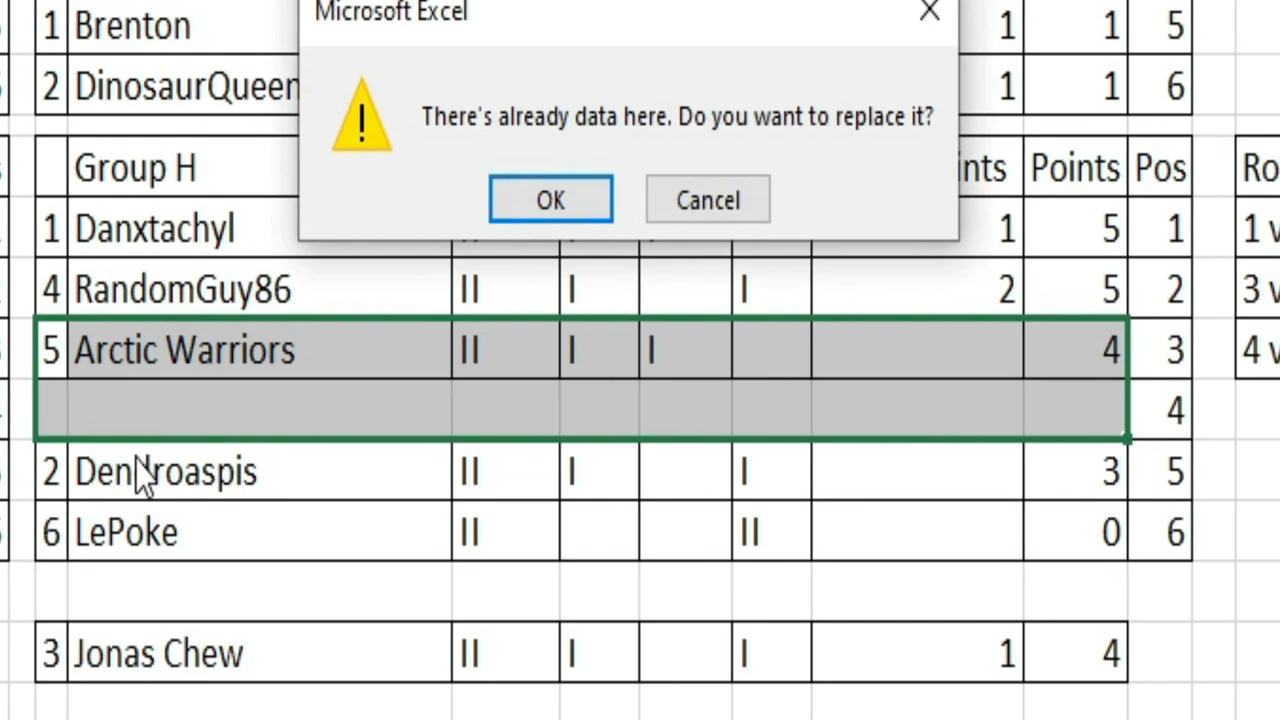 Microsoft Excel
There's already data here. Do you want to replace it?
OK Cancel
1 Brenton 1 1 5
2 DinosaurQueen 1 1 6
Group H ints Points Pos Ro
1 Danxtachyl 1 5 1 1 v
4 RandomGuy86 II I I 2 5 2 3 v
5 Arctic Warriors II I I 4 3 4 v
4
2 Dendroaspis II I I 3 5
6 LePoke II II 0 6
3 Jonas Chew II I I 1 4